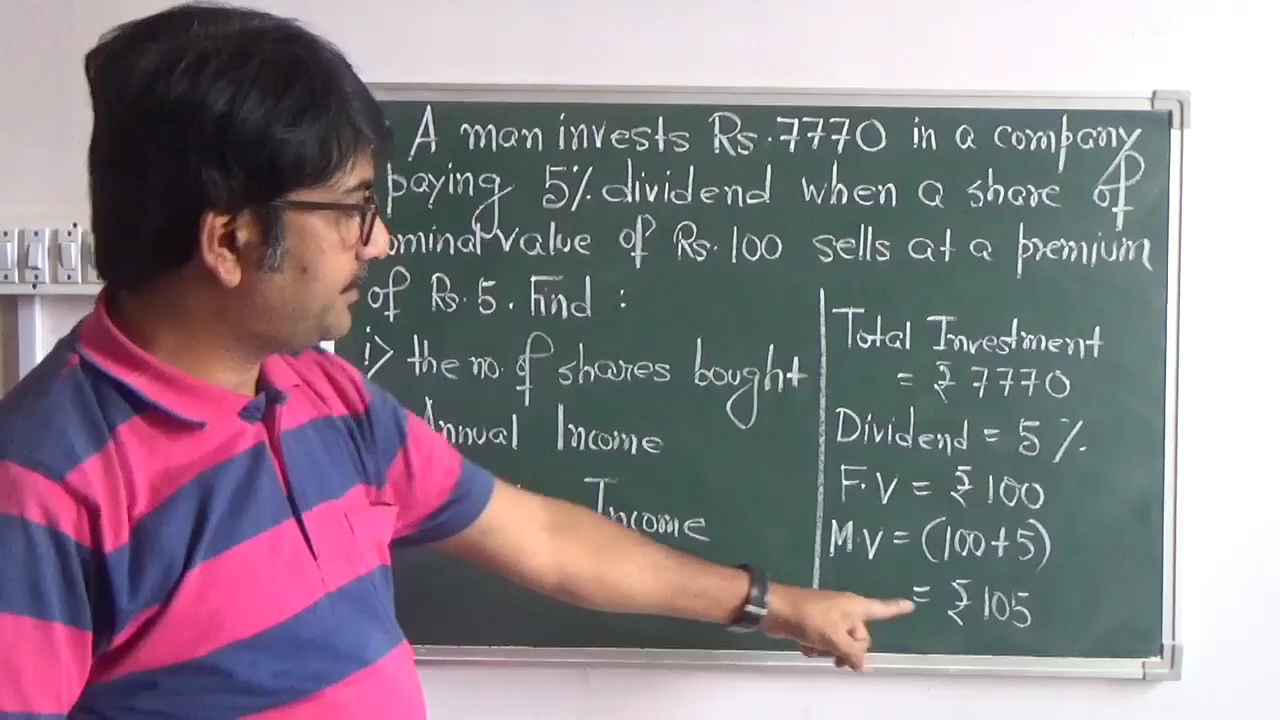 A man invests Rs.7770 in a company
paying 5% dividend when a share of
ominal value of Rs.100 sells at a premium
of Rs.5. Find :
i> the no. of shares bought
Annual Income
Income
Total Investment
= ₹ 7770
Dividend = 5%
F.V = ₹ 100
M.V = (100+5)
= ₹ 105